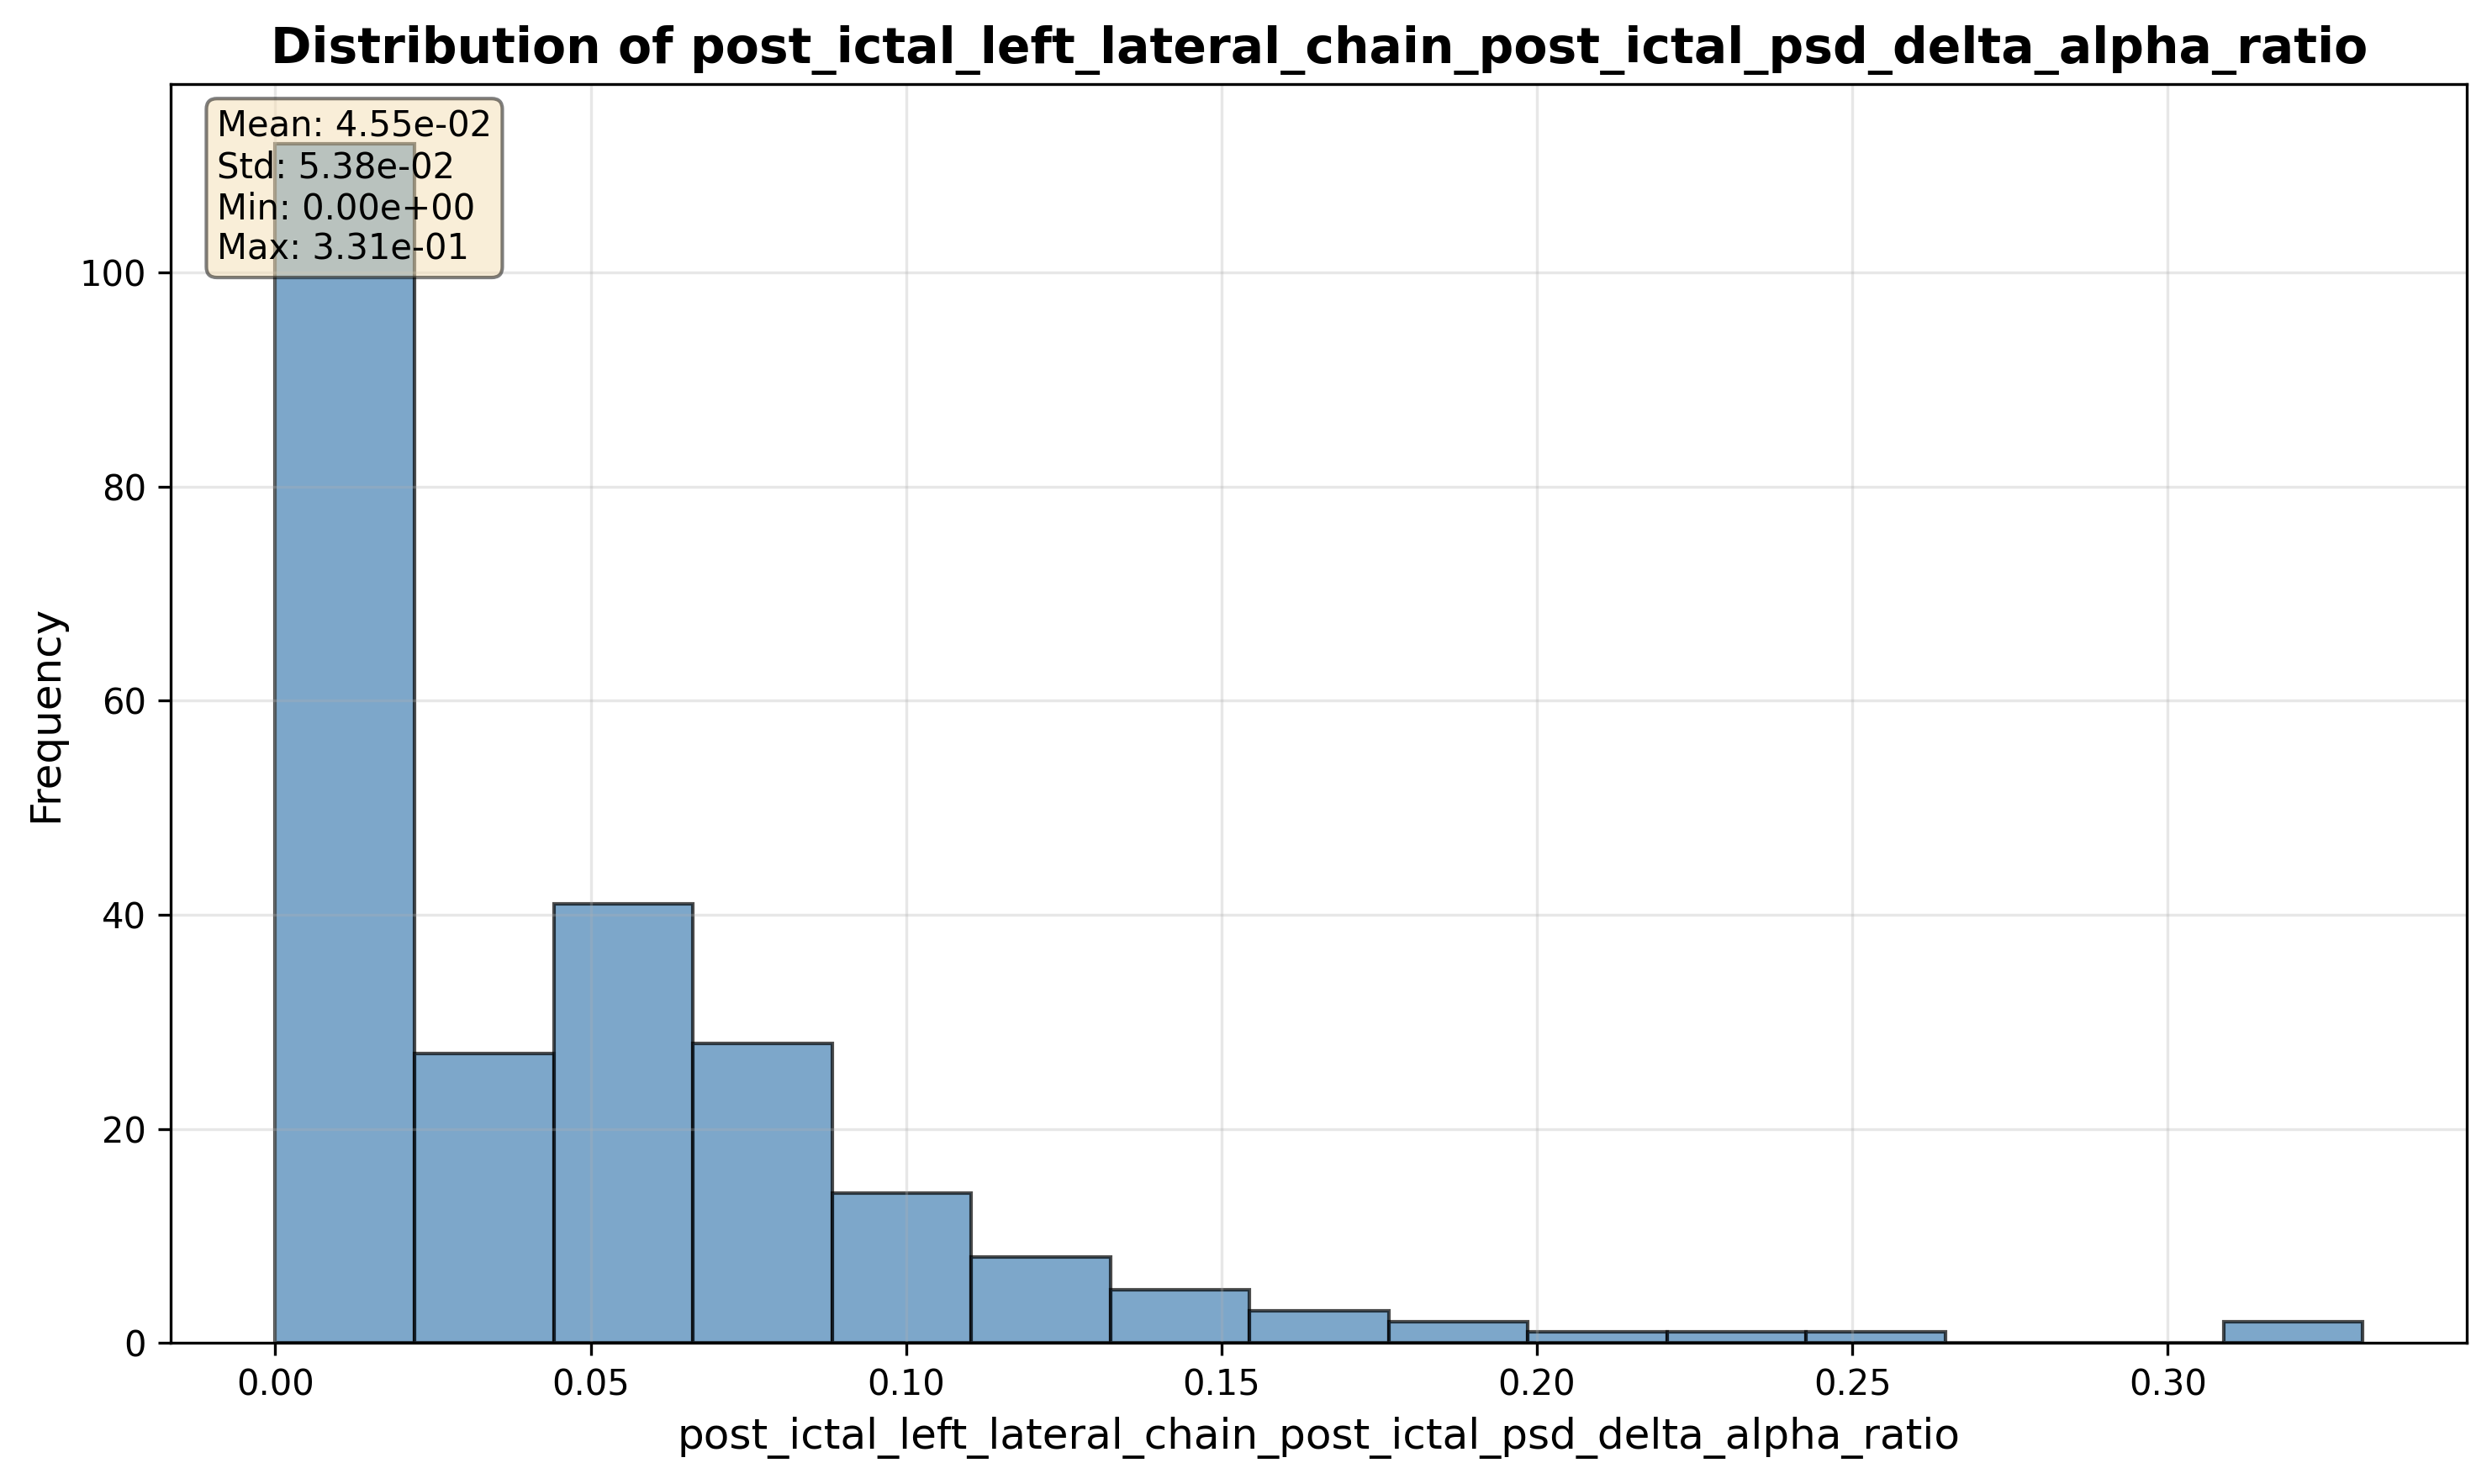 Distribution of post_ictal_left_lateral_chain_post_ictal_psd_delta_alpha_ratio
Mean: 4.55e-02
Std: 5.38e-02
Min: 0.00e+00
Max: 3.31e-01
100
80
60
40
20
0
Frequency
0.00 0.05 0.10 0.15 0.20 0.25 0.30
post_ictal_left_lateral_chain_post_ictal_psd_delta_alpha_ratio